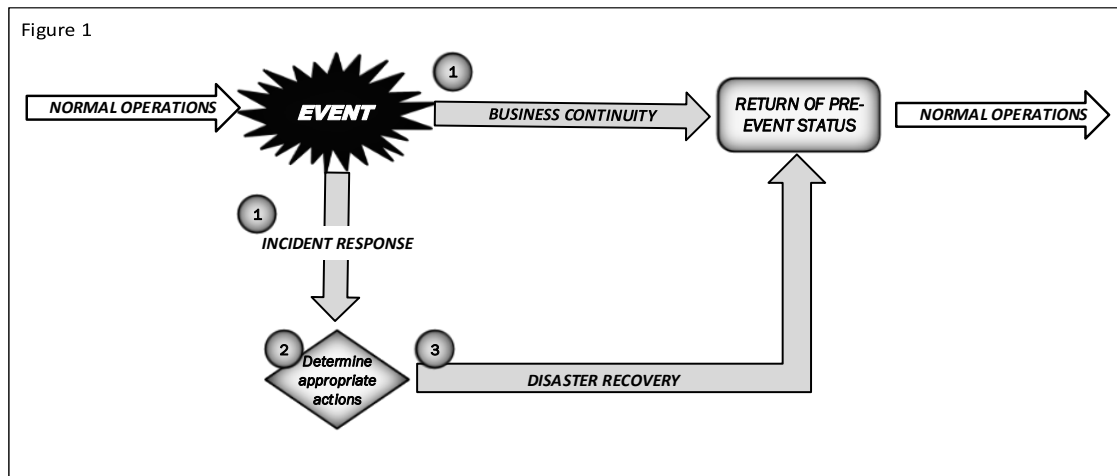 Figure 1
1
NORMAL OPERATIONS
EVENT
BUSINESS CONTINUITY
RETURN OF PRE-
EVENT STATUS
NORMAL OPERATIONS
1
INCIDENT RESPONSE
2
Determine
appropriate
actions
3
DISASTER RECOVERY